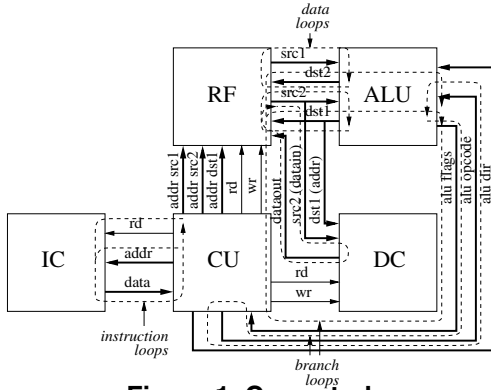 data
loops
src1
dst2
RF
ALU
src2
dst1
addr src1
addr src2
addr dst1
rd
wr
dataout
src2 (datain)
dst1 (addr)
alu flags
alu opcode
alu dir
rd
IC
addr
CU
DC
data
rd
wr
instruction
loops
branch
loops